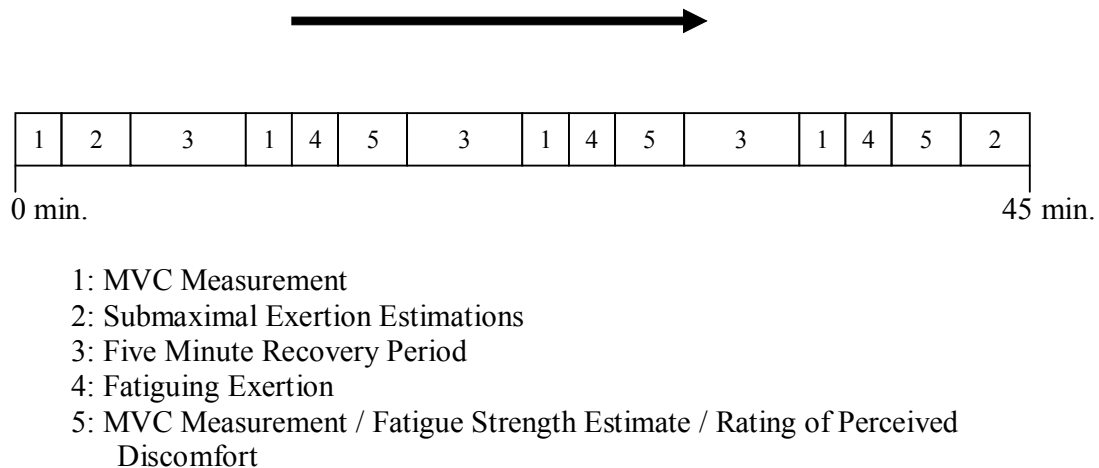 1 2 3 1 4 5 3 1 4 5 3 1 4 5 2
0 min. 45 min.
1: MVC Measurement
2: Submaximal Exertion Estimations
3: Five Minute Recovery Period
4: Fatiguing Exertion
5: MVC Measurement / Fatigue Strength Estimate / Rating of Perceived
Discomfort